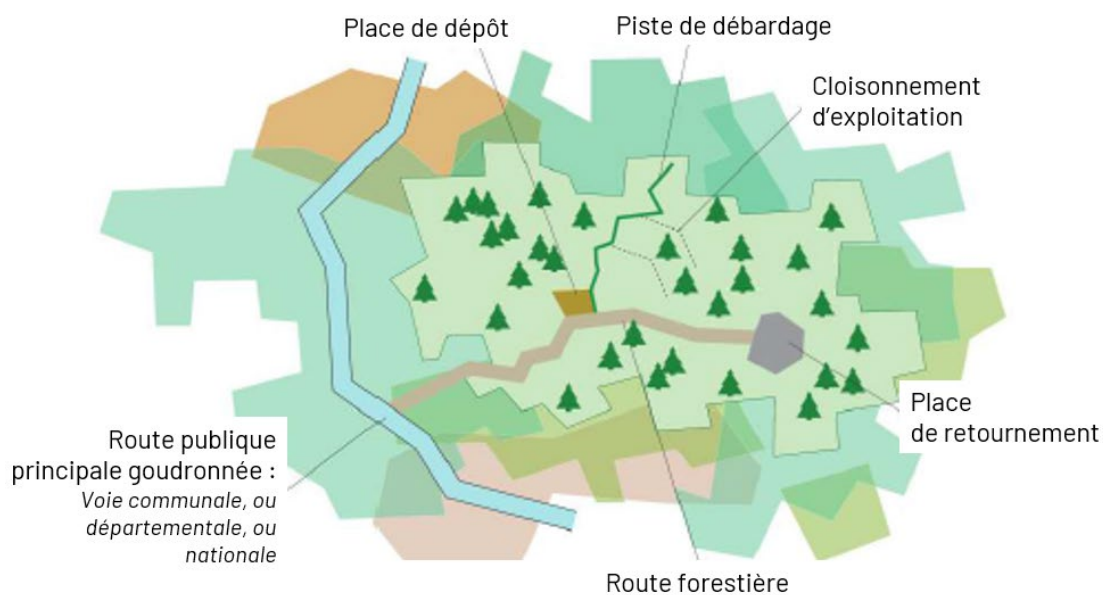 Place de dépôt
Piste de débardage
Cloisonnement
d'exploitation
Place
de retournement
Route publique
principale goudronnée :
Voie communale, ou
départementale, ou
nationale
Route forestière